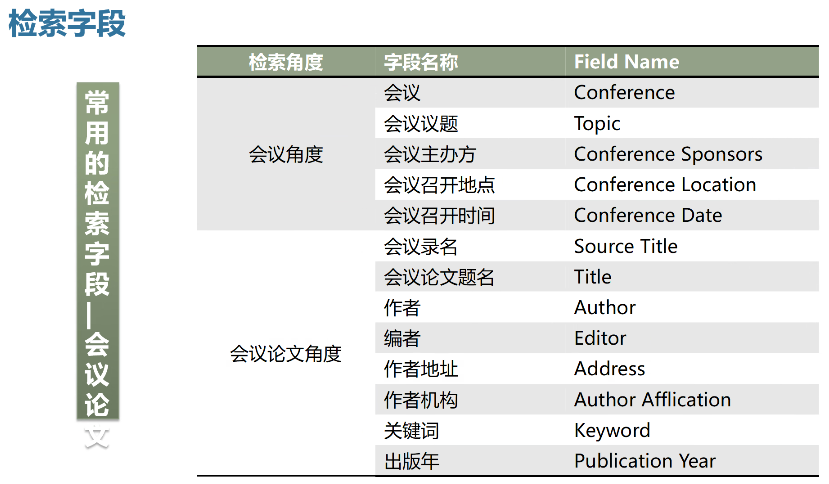 检索字段
常用的检索字段—会议论文
检索角度 字段名称 Field Name
会议角度
会议 Conference
会议议题 Topic
会议主办方 Conference Sponsors
会议召开地点 Conference Location
会议召开时间 Conference Date
会议论文角度
会议录名 Source Title
会议论文题名 Title
作者 Author
编者 Editor
作者地址 Address
作者机构 Author Afflication
关键词 Keyword
出版年 Publication Year